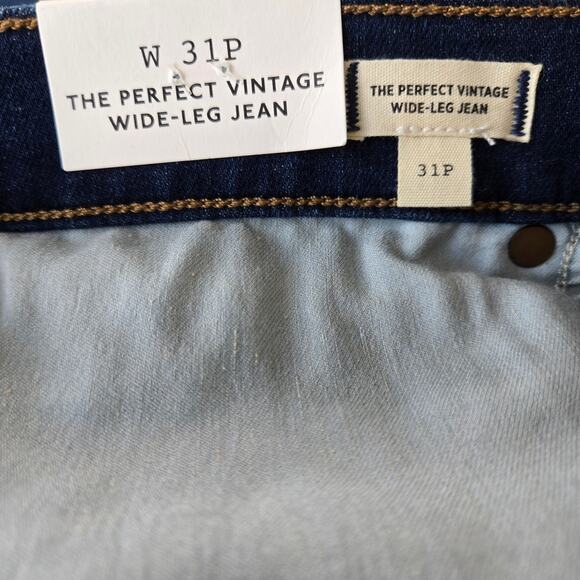 W 31P
THE PERFECT VINTAGE
WIDE-LEG JEAN
THE PERFECT VINTAGE
WIDE-LEG JEAN
31P